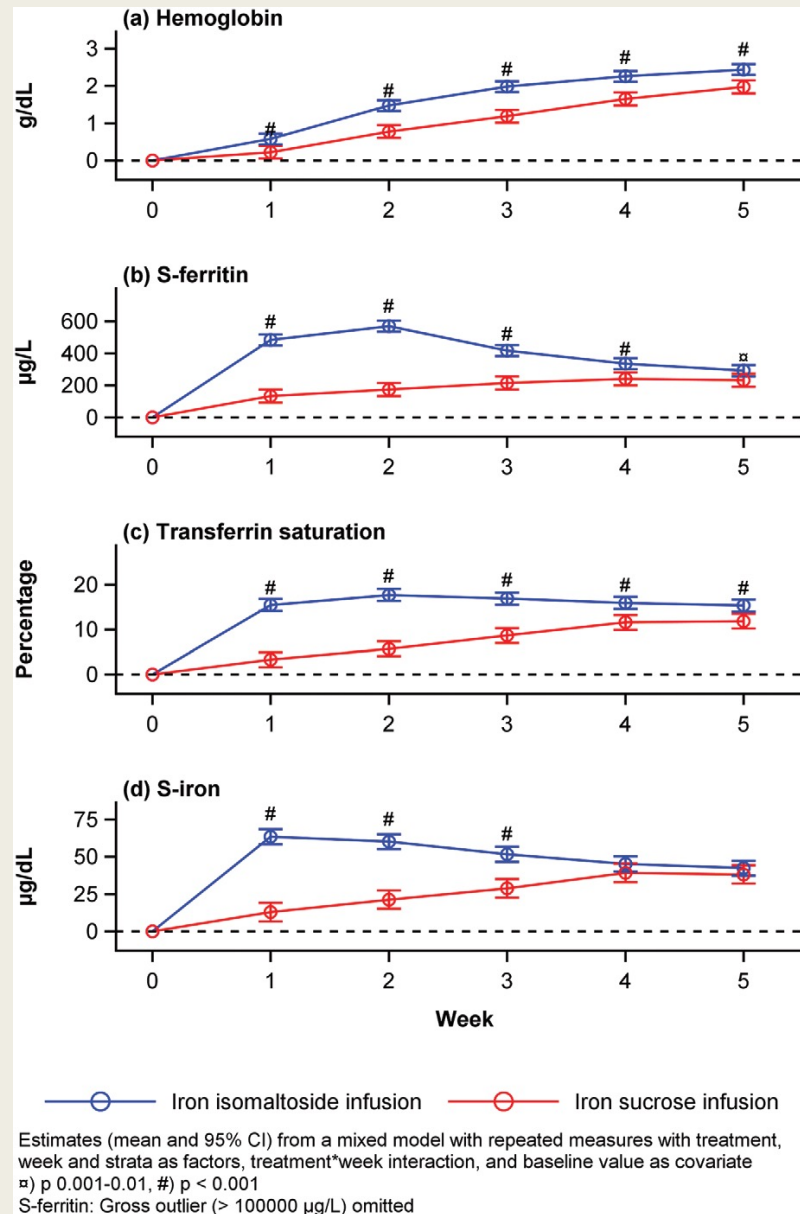 (a) Hemoglobin
g/dL
3
#
#
#
#
#
2
1
0
0 1 2 3 4 5
(b) S-ferritin
µg/L
#
#
#
#
¤
600
400
200
0
0 1 2 3 4 5
(c) Transferrin saturation
Percentage
#
#
#
#
#
20
10
0
0 1 2 3 4 5
(d) S-iron
µg/dL
#
#
#
75
50
25
0
0 1 2 3 4 5
Week
Iron isomaltoside infusion Iron sucrose infusion
Estimates (mean and 95% CI) from a mixed model with repeated measures with treatment,
week and strata as factors, treatment*week interaction, and baseline value as covariate
¤) p 0.001-0.01, #) p < 0.001
S-ferritin: Gross outlier (> 100000 µg/L) omitted